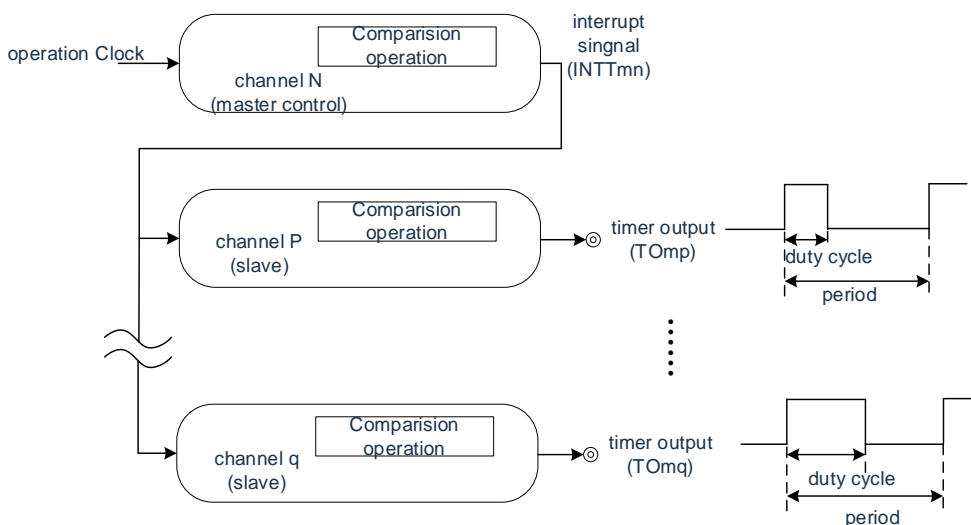 operation Clock
Comparision
operation
channel N
(master control)
interrupt
singnal
(INTTmn)
Comparision
operation
channel P
(slave)
timer output
(TOmp)
duty cycle
period
Comparision
operation
channel q
(slave)
timer output
(TOmq)
duty cycle
period